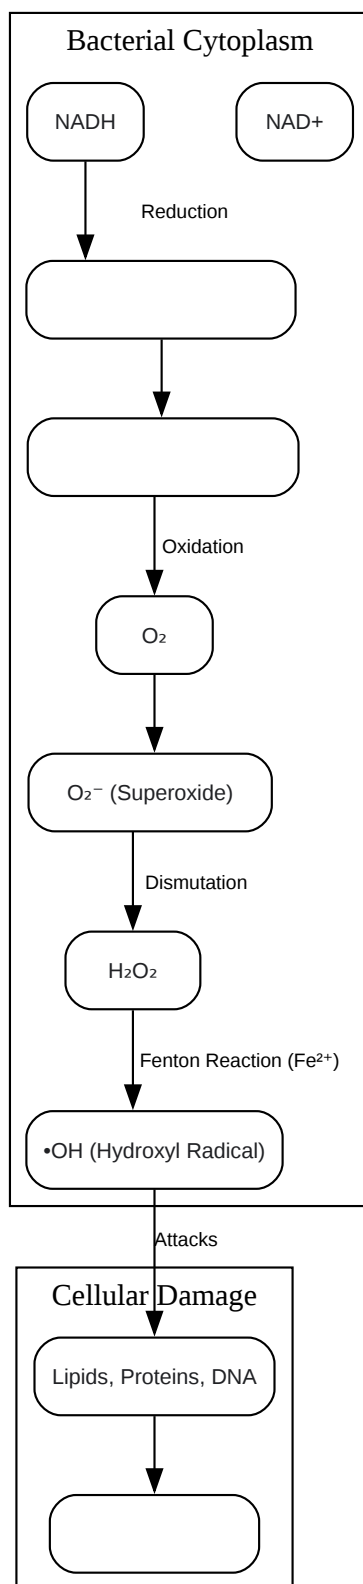 Bacterial Cytoplasm
NADH
NAD+
Reduction
Oxidation
O₂
O₂⁻ (Superoxide)
Dismutation
H₂O₂
Fenton Reaction (Fe²⁺)
•OH (Hydroxyl Radical)
Attacks
Cellular Damage
Lipids, Proteins, DNA